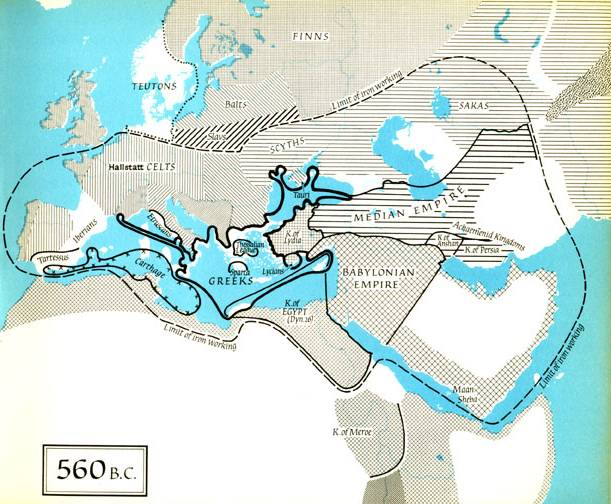 FINNS
TEUTONS
Balts
Limit of iron working
SAKAS
Slavs
SCYTHS
Hallstatt CELTS
Tauri
MEDIAN EMPIRE
Etruscans
Iberians
K. of
Lydia
Achaemenid Kingdoms
Thessalian
League
K. of
Anshan
K. of Persia
Tartessus
Carthage
Sparta
Lycians
GREEKS
BABYLONIAN
EMPIRE
K. of
EGYPT
(Dyn. 26)
Limit of iron working
Limit of iron working
Maan
Sheba
K. of Meroe
560 B.C.